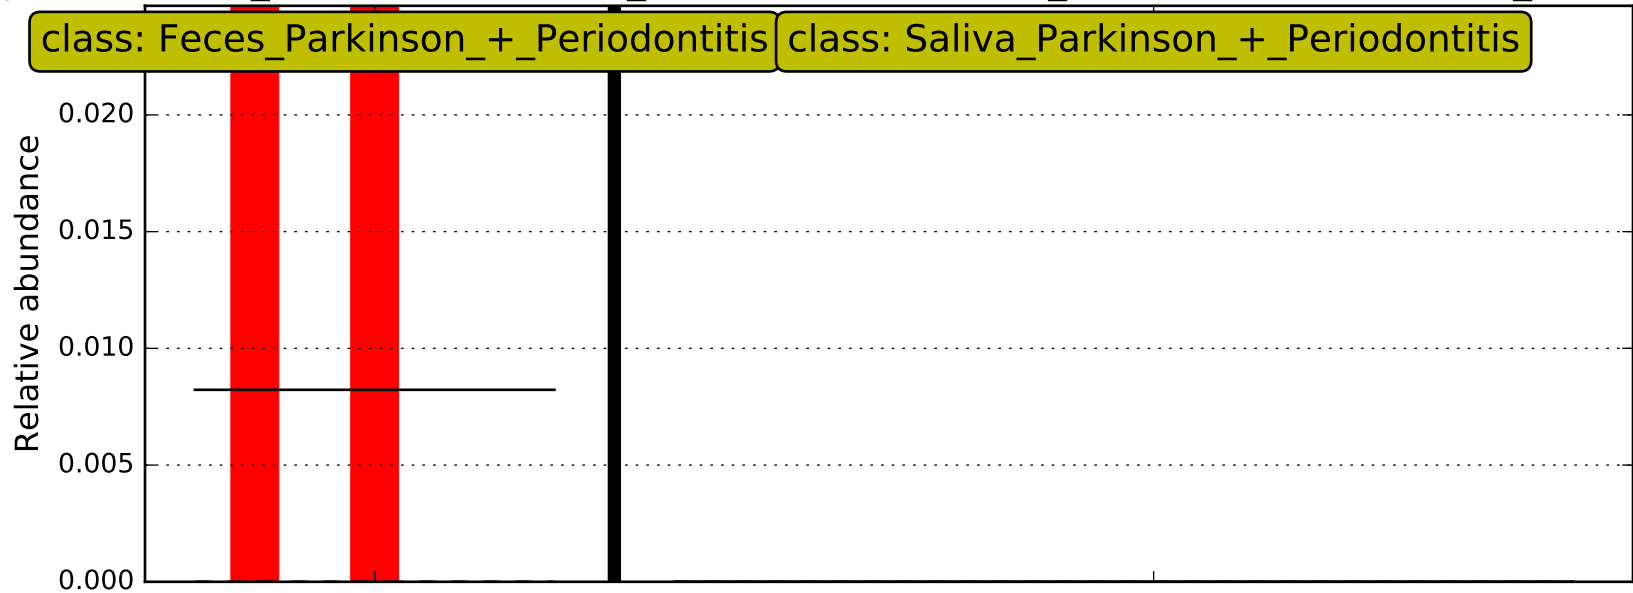 class: Feces_Parkinson_+_Periodontitis
class: Saliva_Parkinson_+_Periodontitis
Relative abundance
0.020
0.015
0.010
0.005
0.000